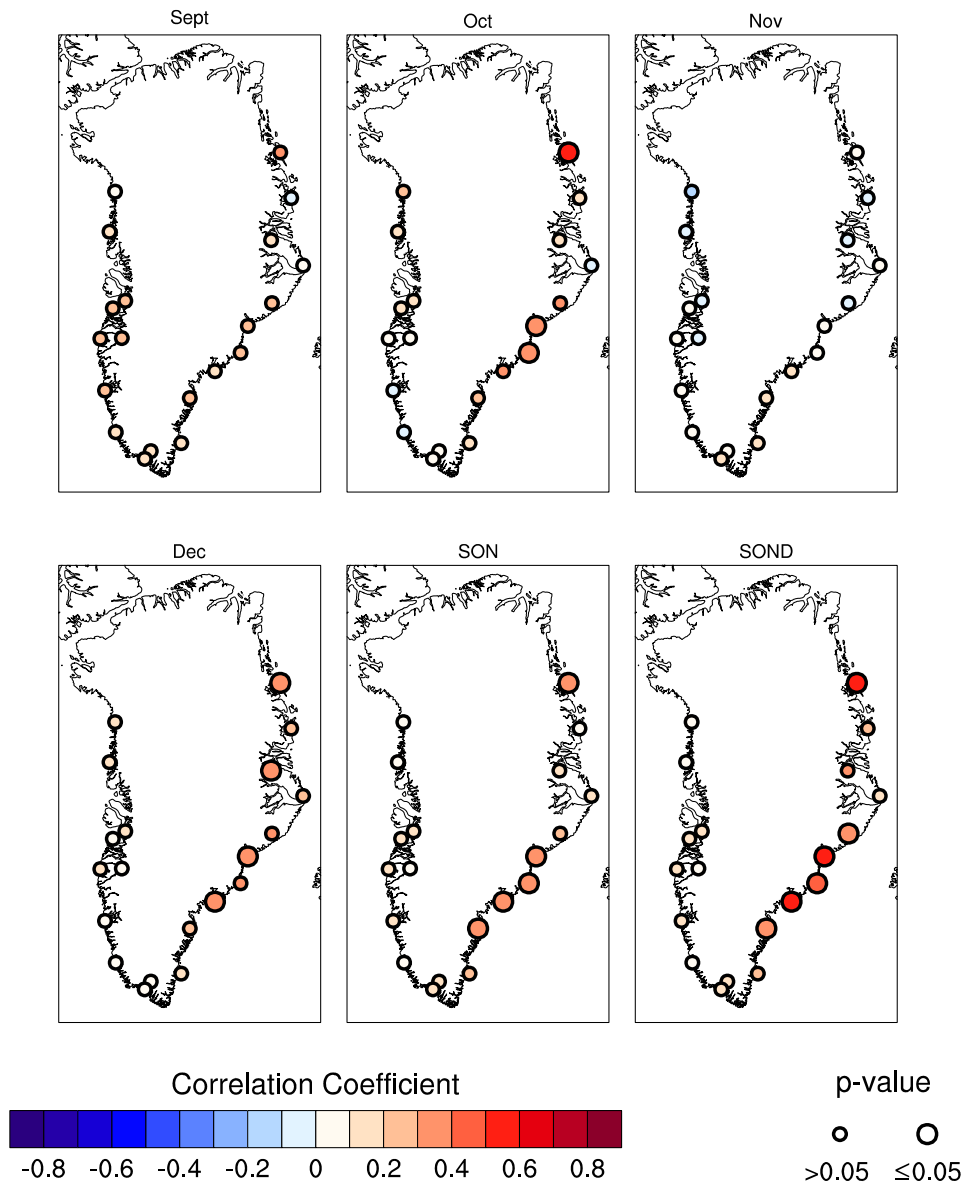 Sept Oct Nov
Dec SON SOND
Correlation Coefficient p-value
-0.8 -0.6 -0.4 -0.2 0 0.2 0.4 0.6 0.8 >0.05 ≤0.05